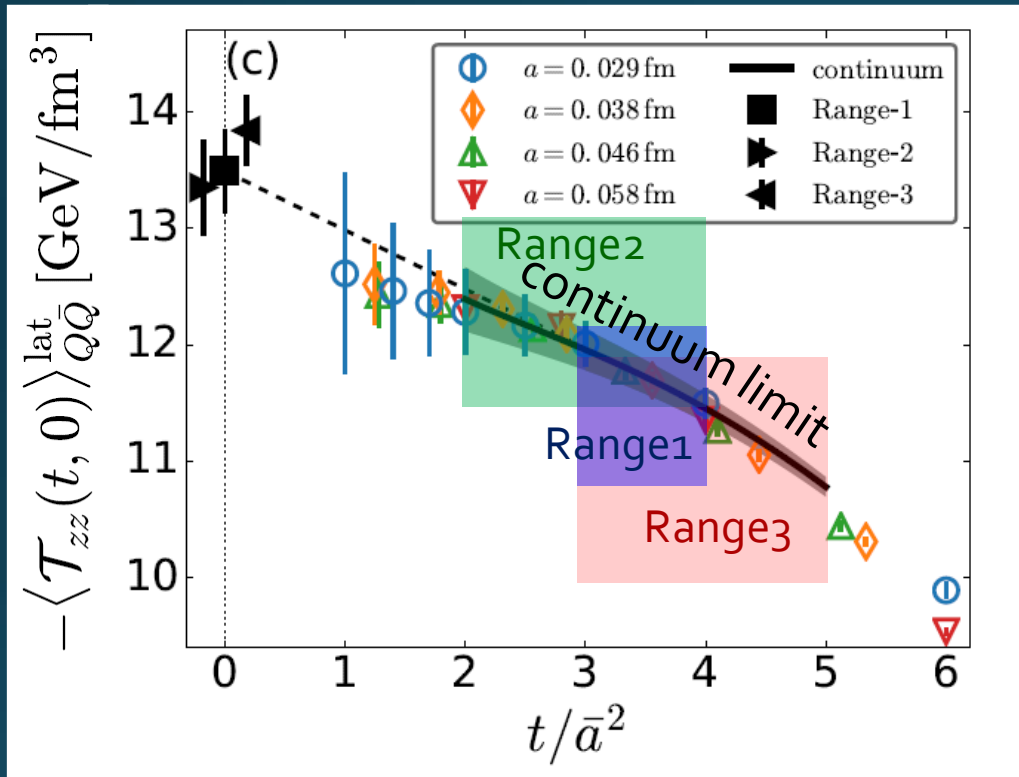 (c)
a = 0.029 fm
a = 0.038 fm
a = 0.046 fm
a = 0.058 fm
continuum
Range-1
Range-2
Range-3
−⟨𝒯zz(t, 0)⟩lat QQ̄ [GeV/fm³]
14
13
12
11
10
Range2
continuum limit
Range1
Range3
0 1 2 3 4 5 6
t/ā²